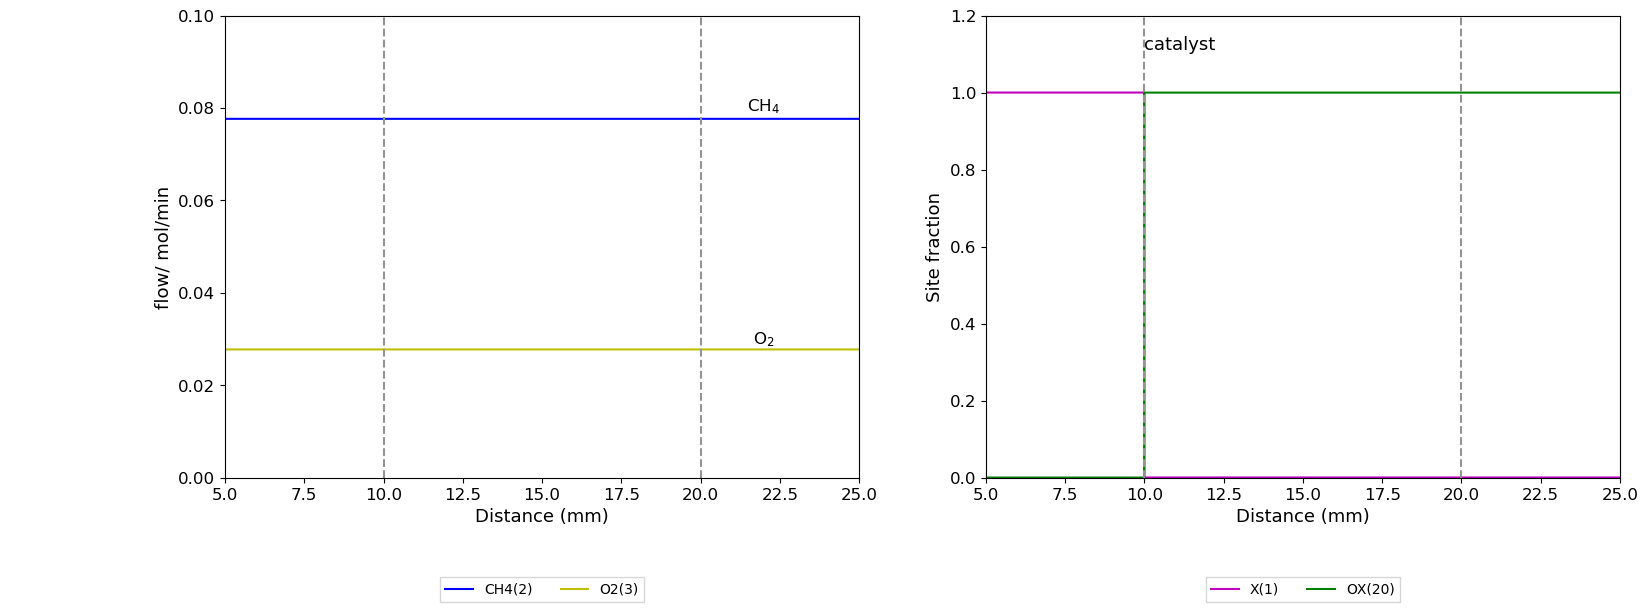 0.10
0.08
0.06
0.04
0.02
0.00
flow/ mol/min
CH₄
O₂
5.0 7.5 10.0 12.5 15.0 17.5 20.0 22.5 25.0
Distance (mm)
CH4(2) O2(3)
1.2
1.0
0.8
0.6
0.4
0.2
0.0
Site fraction
catalyst
5.0 7.5 10.0 12.5 15.0 17.5 20.0 22.5 25.0
Distance (mm)
X(1) OX(20)